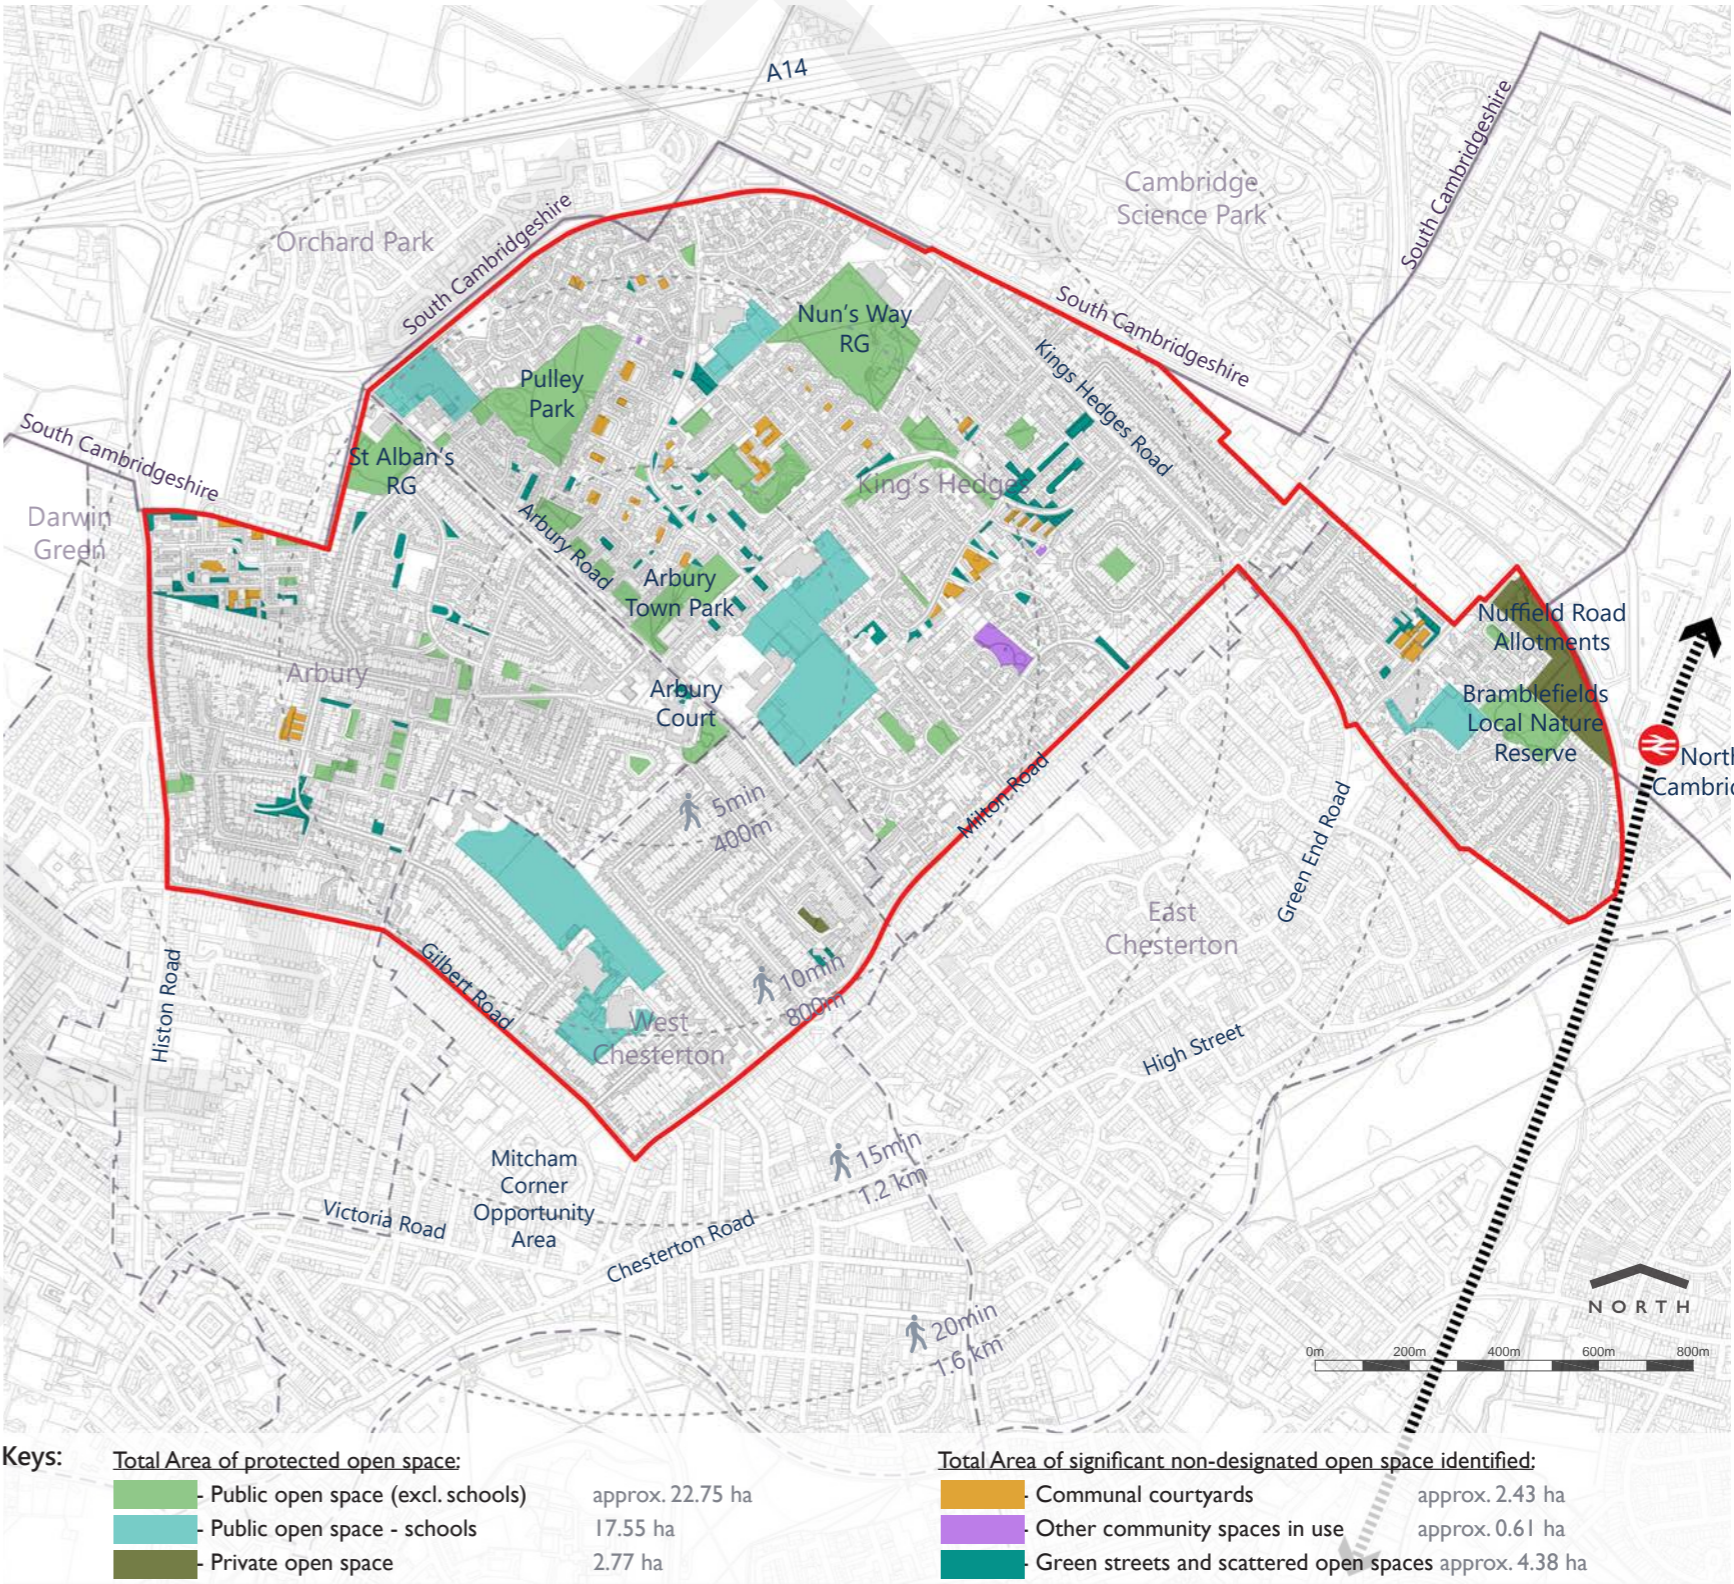 A14
Cambridge
Science Park
South Cambridgeshire
Orchard Park
South Cambridgeshire
South Cambridgeshire
Nun's Way
RG
Kings Hedges Road
Pulley
Park
South Cambridgeshire
St Alban's
RG
King's Hedges
Darwin
Green
Arbury Road
Arbury
Town Park
Nuffield Road
Allotments
Arbury
Arbury
Court
Bramblefields
Local Nature
Reserve
North
Cambrid
5min
400m
Milton Road
Green End Road
East
Chesterton
Histon Road
Gilbert Road
10min
800m
West
Chesterton
High Street
15min
1.2 km
Mitcham
Corner
Opportunity
Area
Victoria Road
Chesterton Road
20min
1.6 km
NORTH
0m 200m 400m 600m 800m
Keys:
Total Area of protected open space:
- Public open space (excl. schools) approx. 22.75 ha
- Public open space - schools 17.55 ha
- Private open space 2.77 ha
Total Area of significant non-designated open space identified:
- Communal courtyards approx. 2.43 ha
- Other community spaces in use approx. 0.61 ha
- Green streets and scattered open spaces approx. 4.38 ha